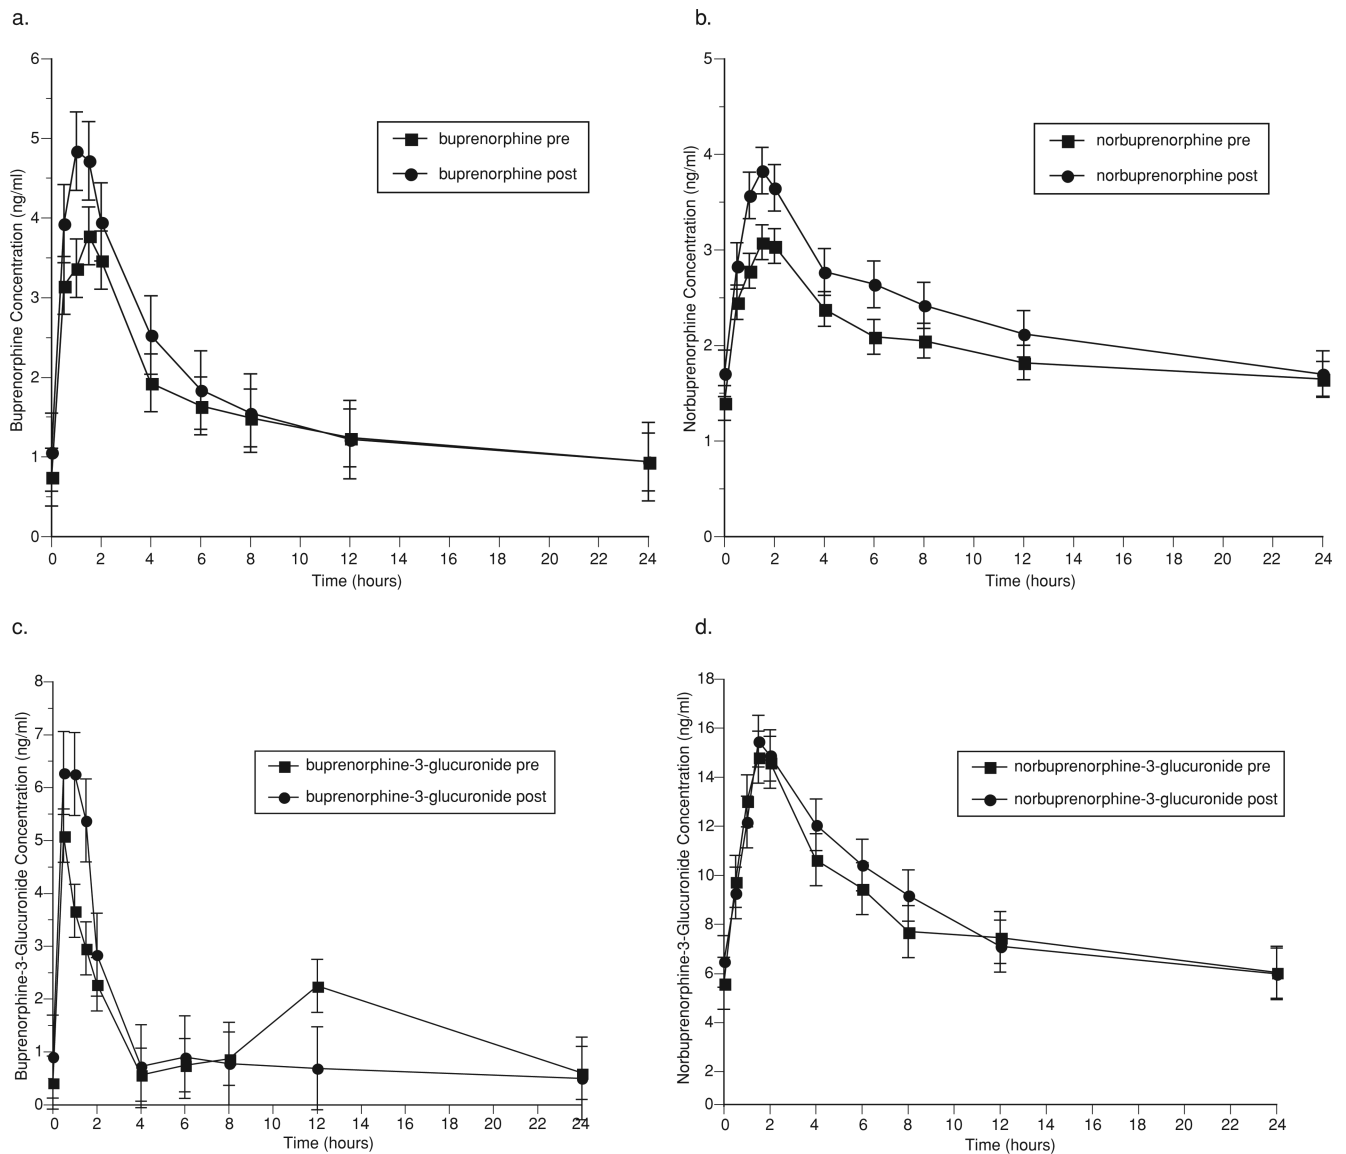 a.
Buprenorphine Concentration (ng/ml)
6
5
4
3
2
1
0
buprenorphine pre
buprenorphine post
0 2 4 6 8 10 12 14 16 18 20 22 24
Time (hours)
b.
Norbuprenorphine Concentration (ng/ml)
5
4
3
2
1
0
norbuprenorphine pre
norbuprenorphine post
0 2 4 6 8 10 12 14 16 18 20 22 24
Time (hours)
c.
Buprenorphine-3-Glucuronide Concentration (ng/ml)
8
7
6
5
4
3
2
1
0
buprenorphine-3-glucuronide pre
buprenorphine-3-glucuronide post
0 2 4 6 8 10 12 14 16 18 20 22 24
Time (hours)
d.
Norbuprenorphine-3-Glucuronide Concentration (ng/ml)
18
16
14
12
10
8
6
4
2
0
norbuprenorphine-3-glucuronide pre
norbuprenorphine-3-glucuronide post
0 2 4 6 8 10 12 14 16 18 20 22 24
Time (hours)